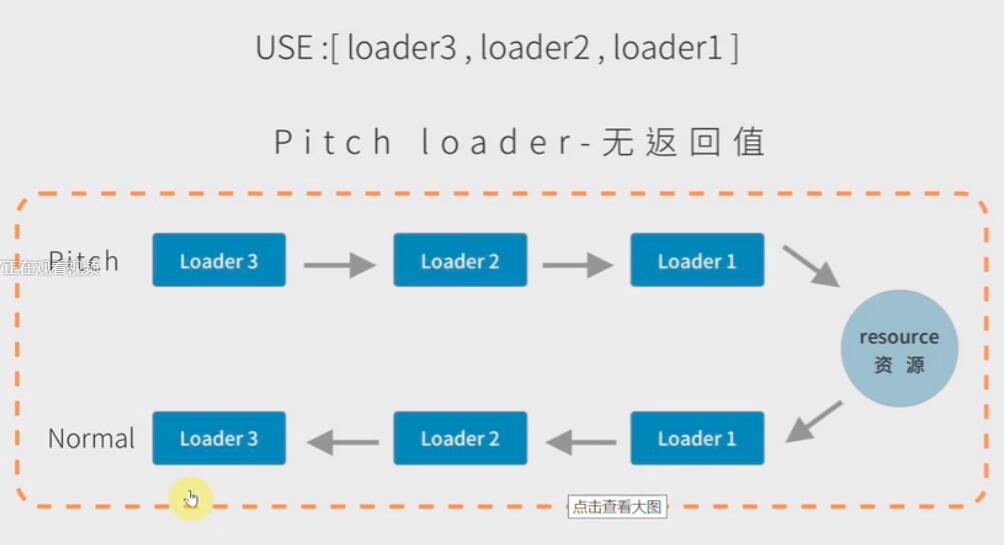 USE :[ loader3 , loader2 , loader1 ]
Pitch loader-无返回值
Pitch
正在观看视频
Loader 3
Loader 2
Loader 1
resource
资 源
Normal
Loader 3
Loader 2
Loader 1
点击查看大图